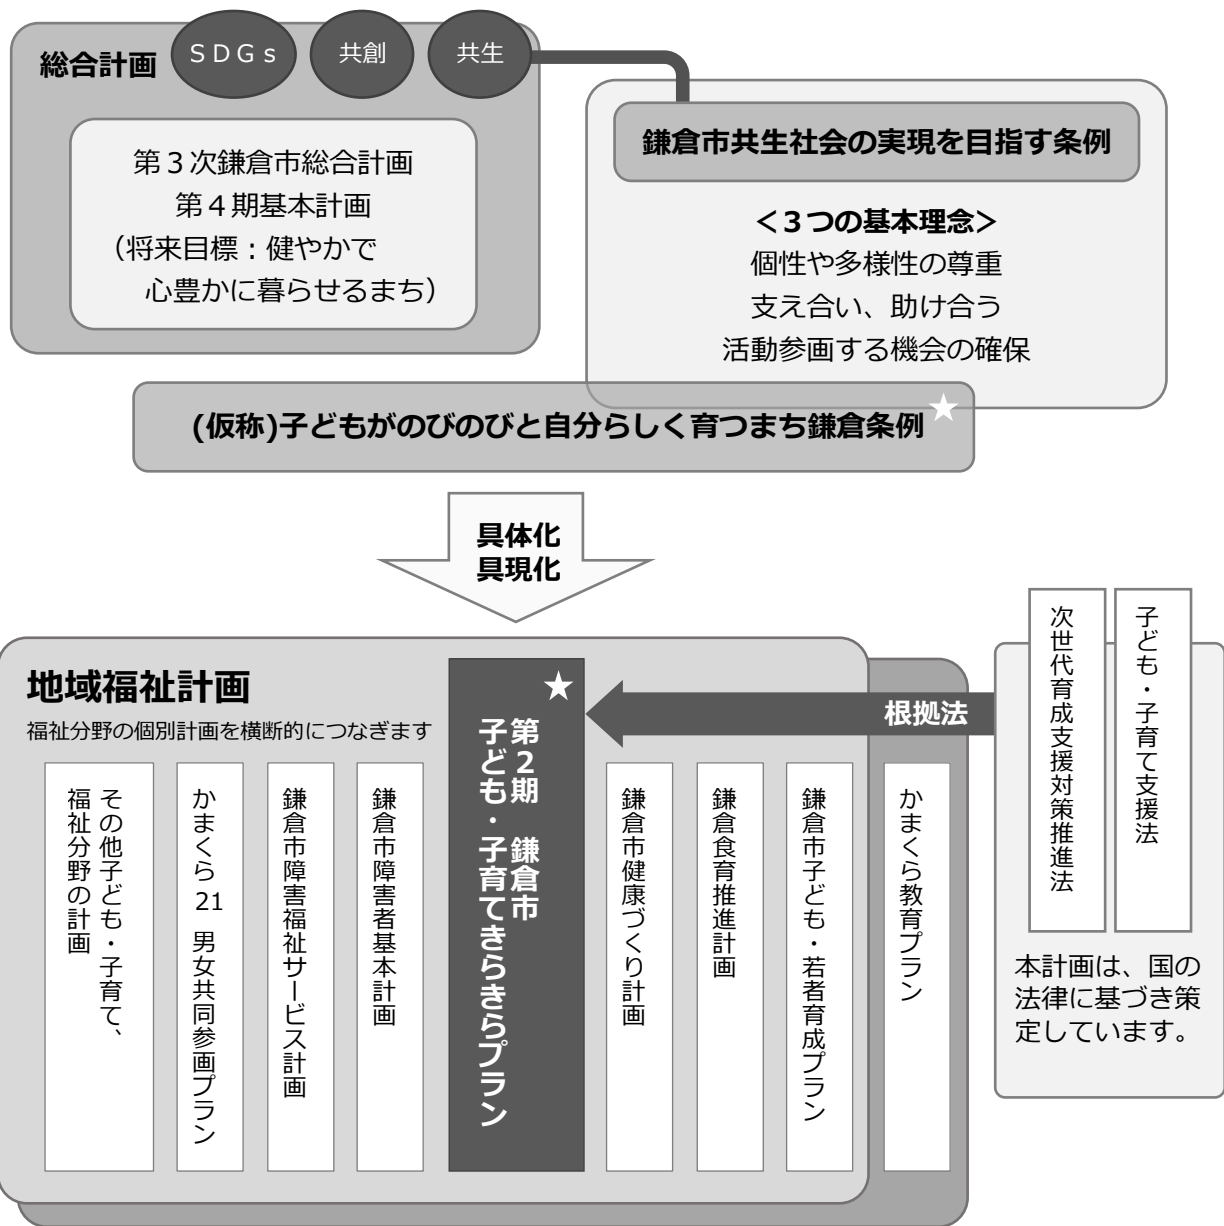 総合計画
ＳＤＧｓ
共創
共生
第３次鎌倉市総合計画
第４期基本計画
（将来目標：健やかで
心豊かに暮らせるまち）
鎌倉市共生社会の実現を目指す条例
＜３つの基本理念＞
個性や多様性の尊重
支え合い、助け合う
活動参画する機会の確保
(仮称)子どもがのびのびと自分らしく育つまち鎌倉条例
★
具体化
具現化
地域福祉計画
福祉分野の個別計画を横断的につなぎます
その他子ども・子育て、
福祉分野の計画
かまくら21 男女共同参画プラン
鎌倉市障害福祉サービス計画
鎌倉市障害者基本計画
★
第２期 鎌倉市
子ども・子育てきらきらプラン
鎌倉市健康づくり計画
鎌倉食育推進計画
鎌倉市子ども・若者育成プラン
かまくら教育プラン
根拠法
次世代育成支援対策推進法
子ども・子育て支援法
本計画は、国の
法律に基づき策
定しています。